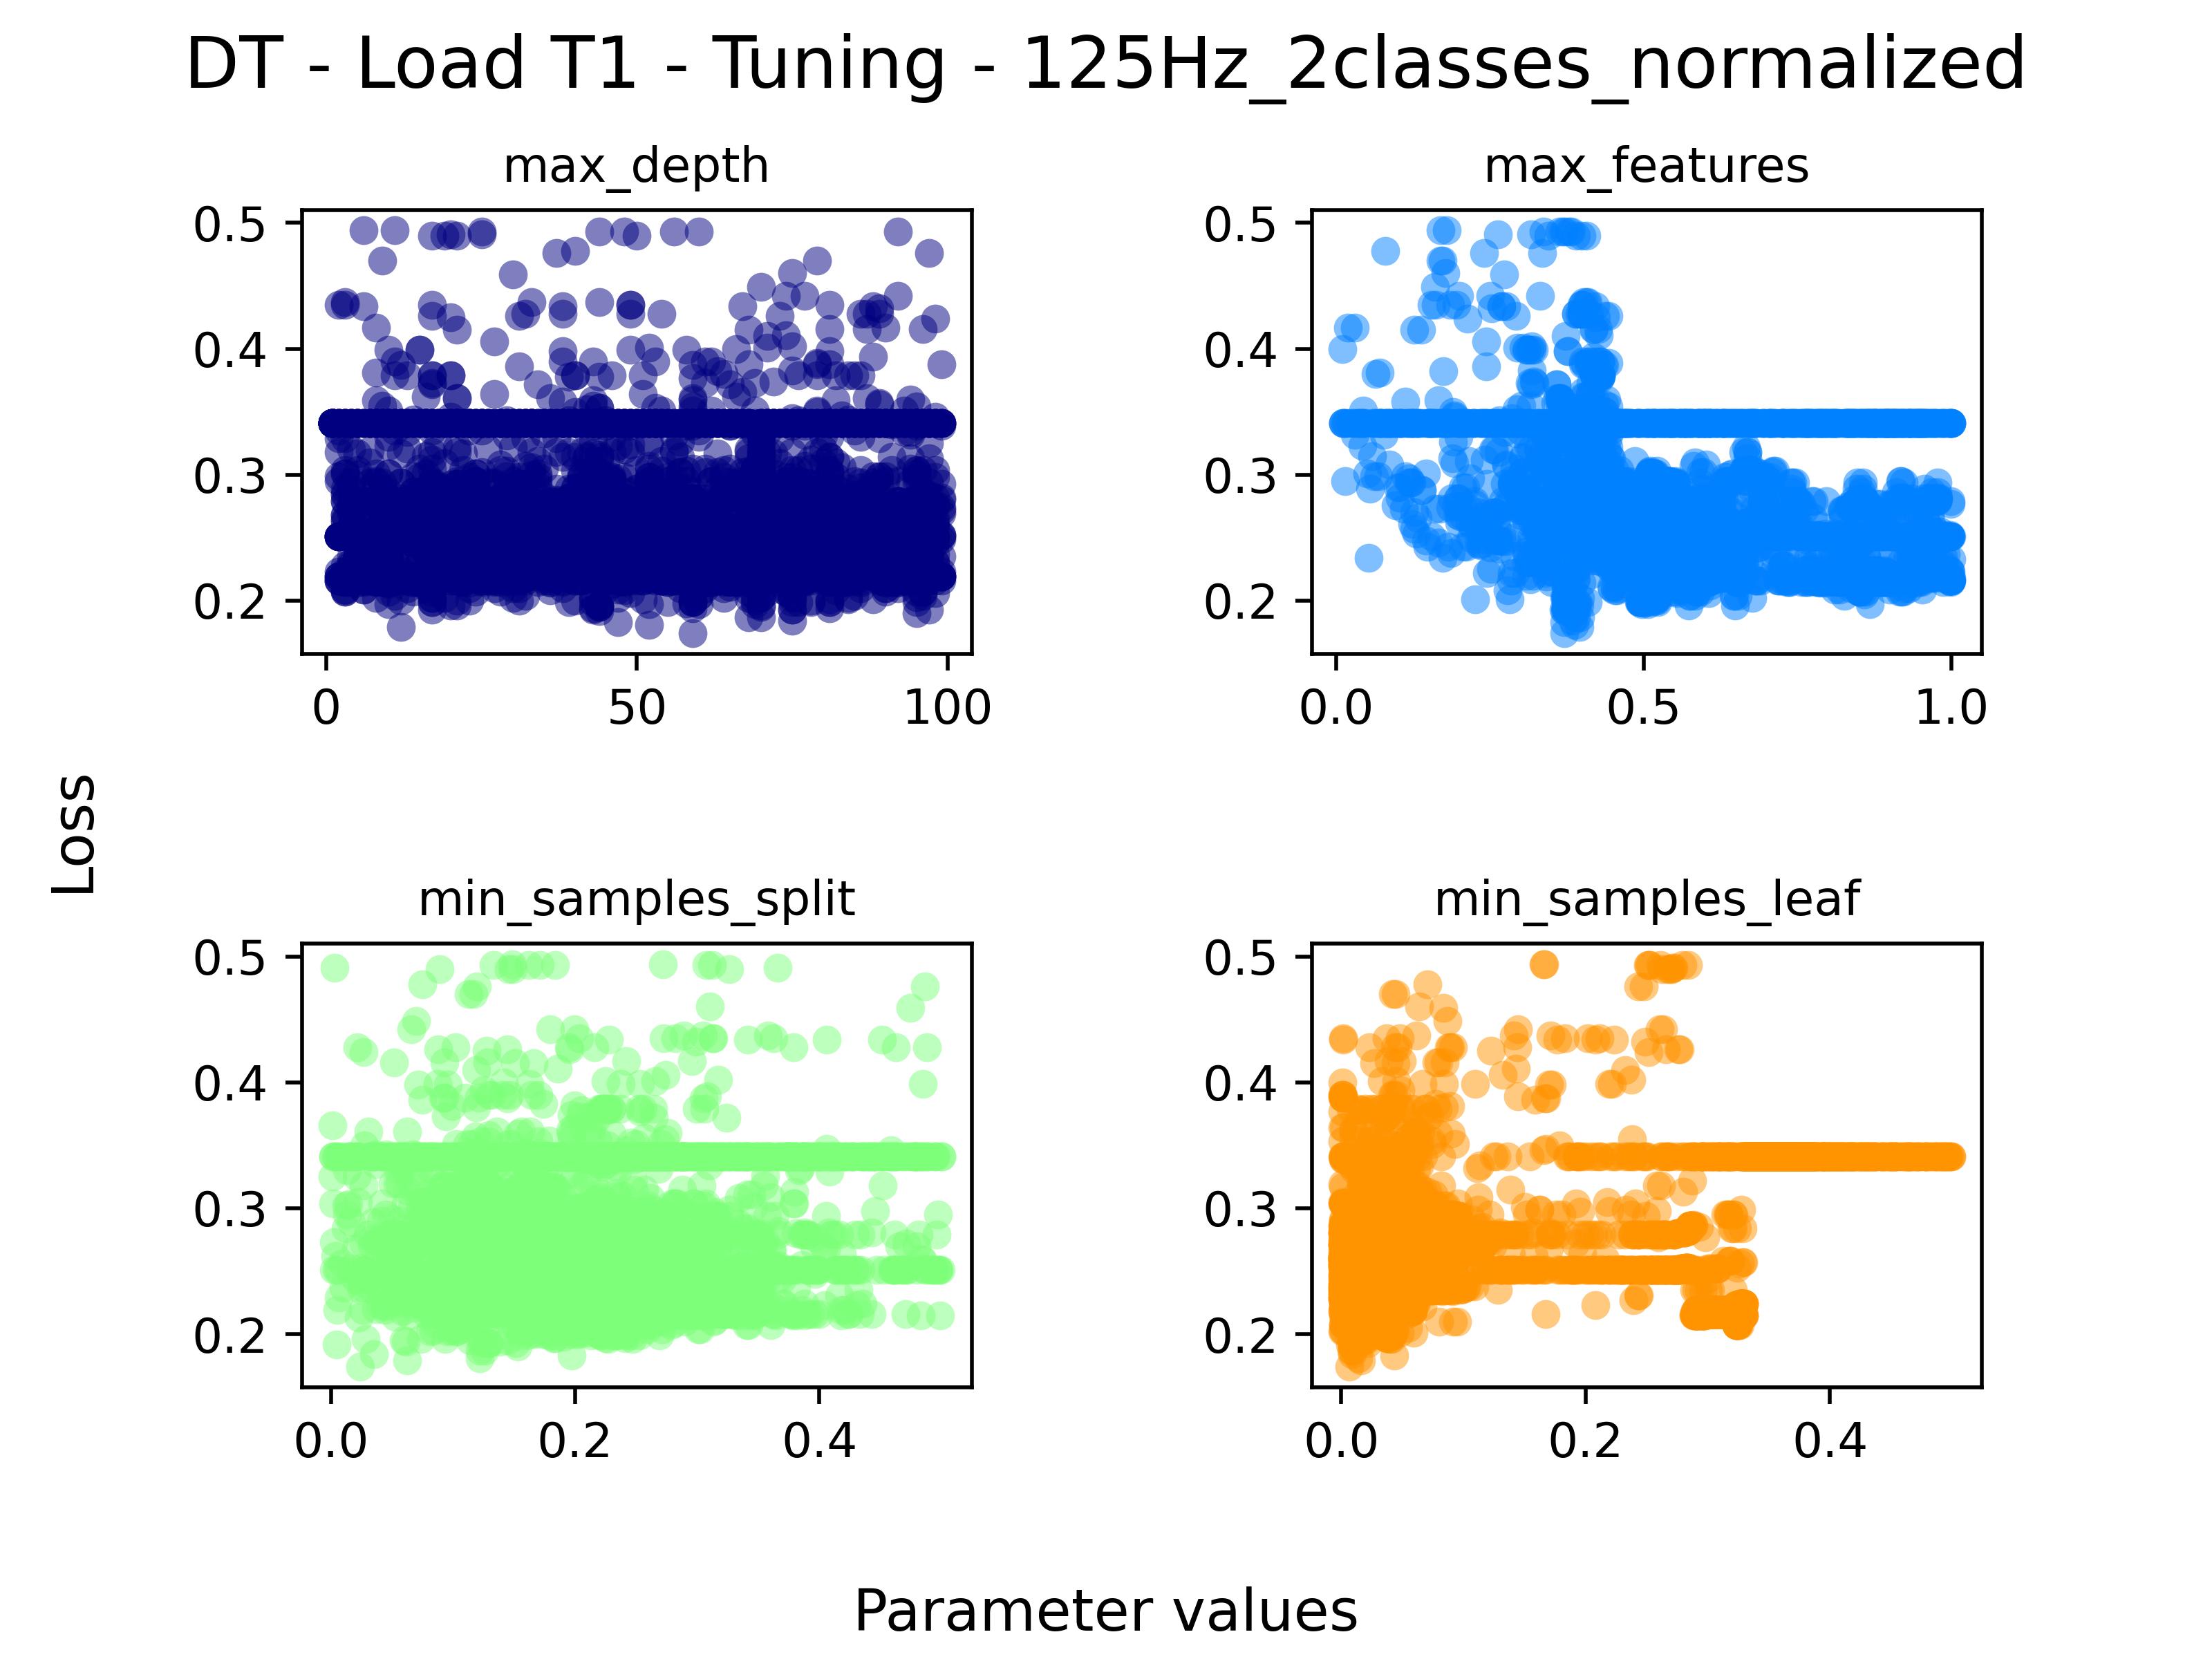 DT - Load T1 - Tuning - 125Hz_2classes_normalized
max_depth
0.5
0.4
0.3
0.2
0 50 100
max_features
0.5
0.4
0.3
0.2
0.0 0.5 1.0
Loss
min_samples_split
0.5
0.4
0.3
0.2
0.0 0.2 0.4
min_samples_leaf
0.5
0.4
0.3
0.2
0.0 0.2 0.4
Parameter values